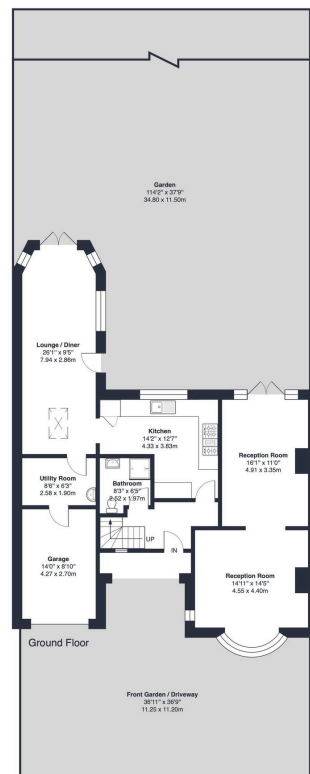 Garden
114'2" x 37'9"
34.80 x 11.50m
Lounge / Diner
26'1" x 9'5"
7.94 x 2.86m
Kitchen
14'2" x 12'7"
4.33 x 3.83m
Reception Room
16'1" x 11'0"
4.91 x 3.35m
Utility Room
8'6" x 6'3"
2.58 x 1.90m
Bathroom
8'3" x 6'5"
2.52 x 1.97m
UP
IN
Garage
14'0" x 8'10"
4.27 x 2.70m
Reception Room
14'11" x 14'5"
4.55 x 4.40m
Ground Floor
Front Garden / Driveway
36'11" x 36'9"
11.25 x 11.20m